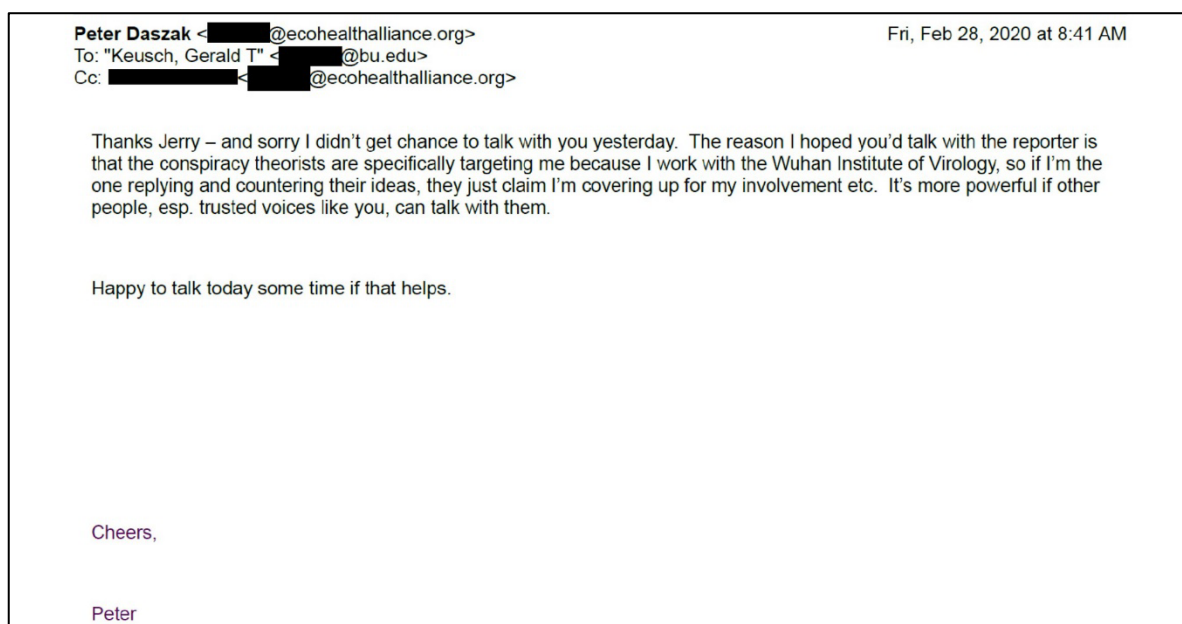 Peter Daszak <@ecohealthalliance.org> Fri, Feb 28, 2020 at 8:41 AM
To: "Keusch, Gerald T" <@bu.edu>
Cc: <@ecohealthalliance.org>
Thanks Jerry – and sorry I didn't get chance to talk with you yesterday. The reason I hoped you'd talk with the reporter is
that the conspiracy theorists are specifically targeting me because I work with the Wuhan Institute of Virology, so if I'm the
one replying and countering their ideas, they just claim I'm covering up for my involvement etc. It's more powerful if other
people, esp. trusted voices like you, can talk with them.
Happy to talk today some time if that helps.
Cheers,
Peter